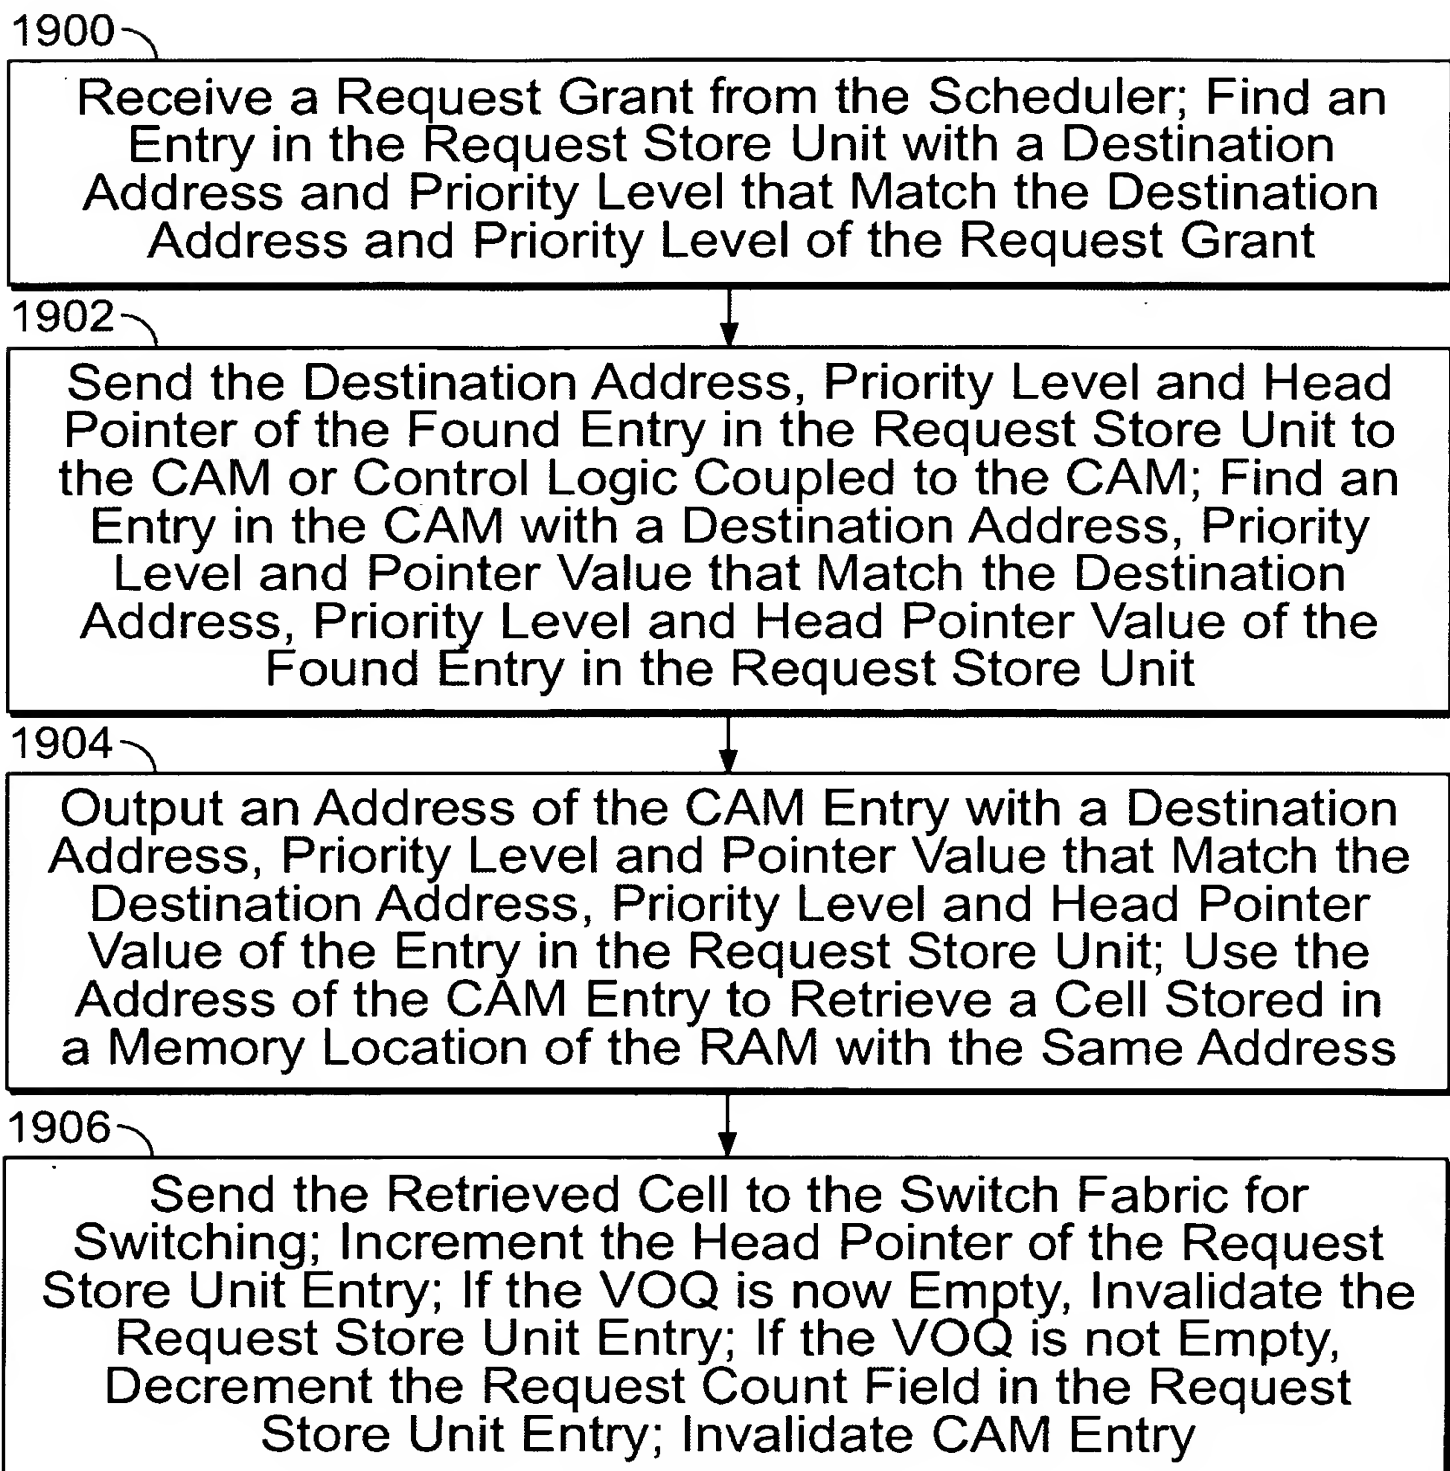 1900
Receive a Request Grant from the Scheduler; Find an
Entry in the Request Store Unit with a Destination
Address and Priority Level that Match the Destination
Address and Priority Level of the Request Grant
1902
Send the Destination Address, Priority Level and Head
Pointer of the Found Entry in the Request Store Unit to
the CAM or Control Logic Coupled to the CAM; Find an
Entry in the CAM with a Destination Address, Priority
Level and Pointer Value that Match the Destination
Address, Priority Level and Head Pointer Value of the
Found Entry in the Request Store Unit
1904
Output an Address of the CAM Entry with a Destination
Address, Priority Level and Pointer Value that Match the
Destination Address, Priority Level and Head Pointer
Value of the Entry in the Request Store Unit; Use the
Address of the CAM Entry to Retrieve a Cell Stored in
a Memory Location of the RAM with the Same Address
1906
Send the Retrieved Cell to the Switch Fabric for
Switching; Increment the Head Pointer of the Request
Store Unit Entry; If the VOQ is now Empty, Invalidate the
Request Store Unit Entry; If the VOQ is not Empty,
Decrement the Request Count Field in the Request
Store Unit Entry; Invalidate CAM Entry